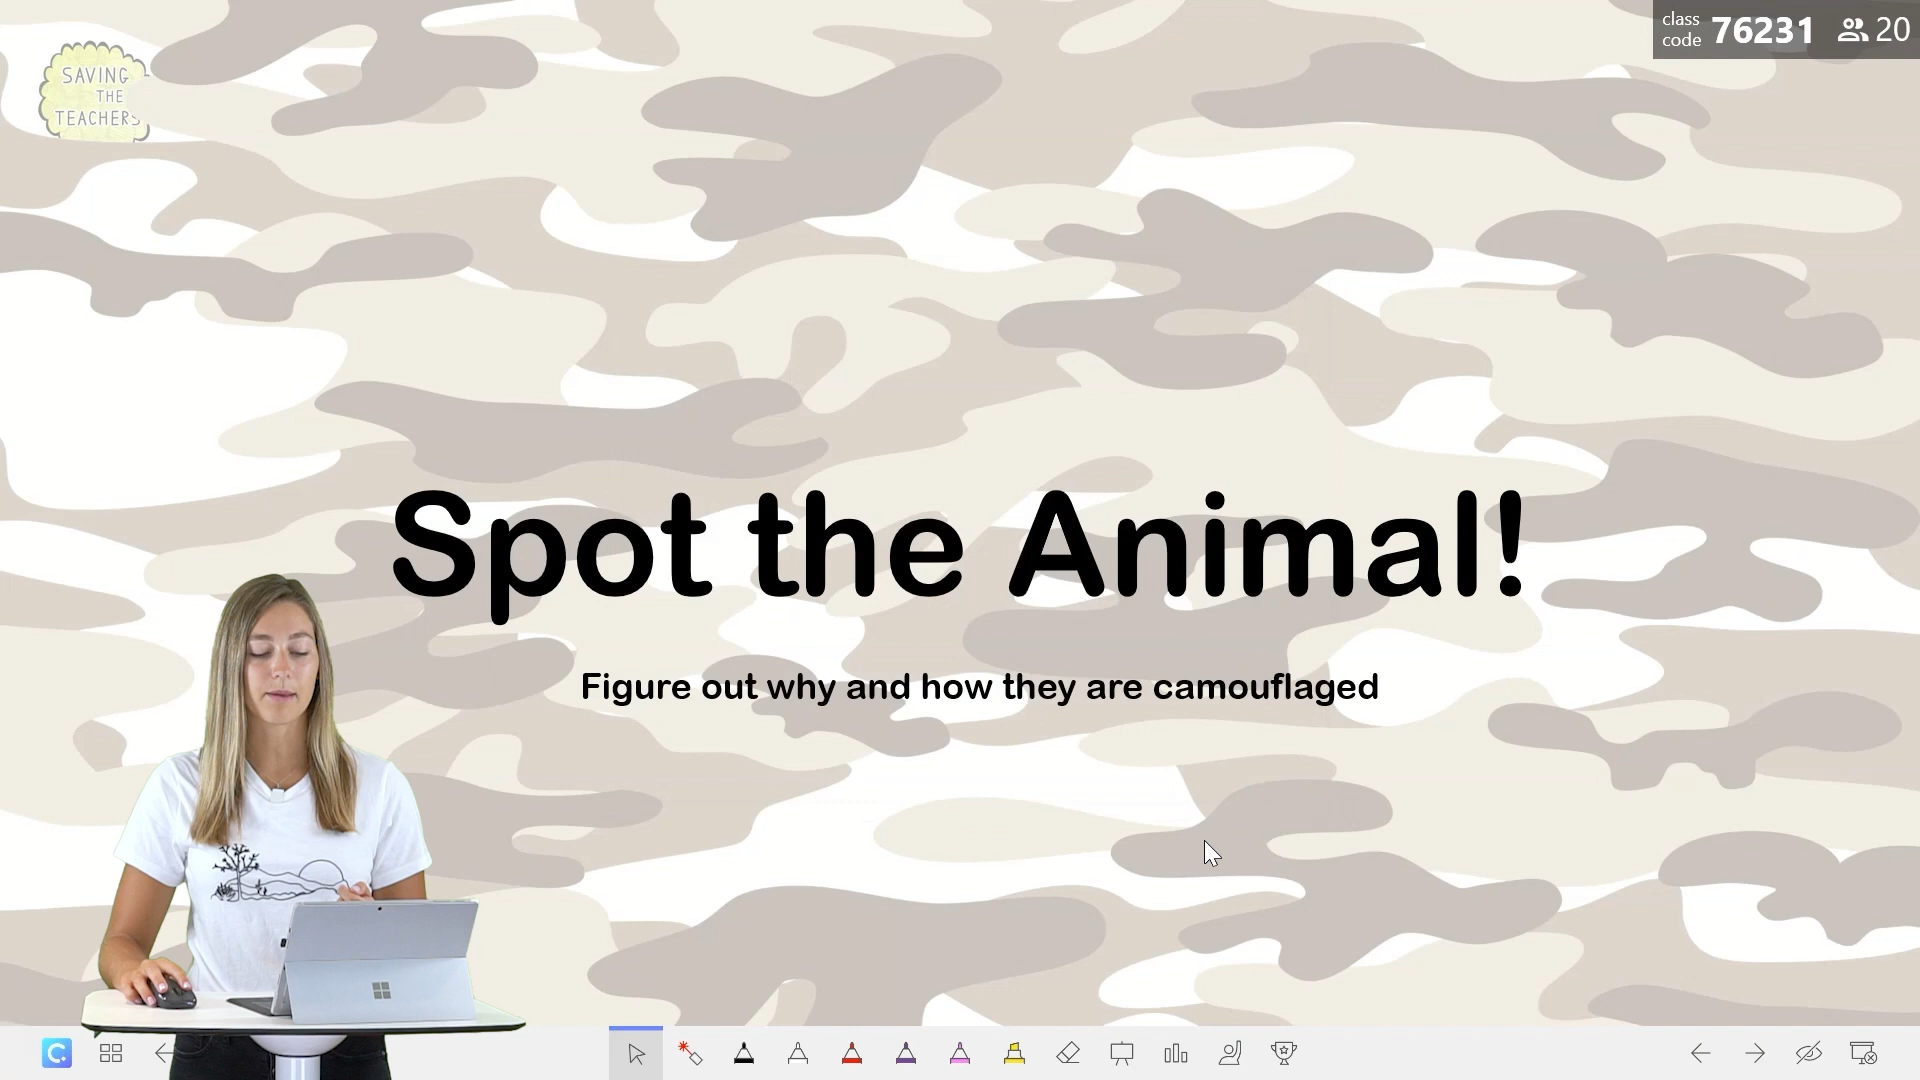 SAVING
THE
TEACHERS
class
code
76231
20
Spot the Animal!
Figure out why and how they are camouflaged
C.